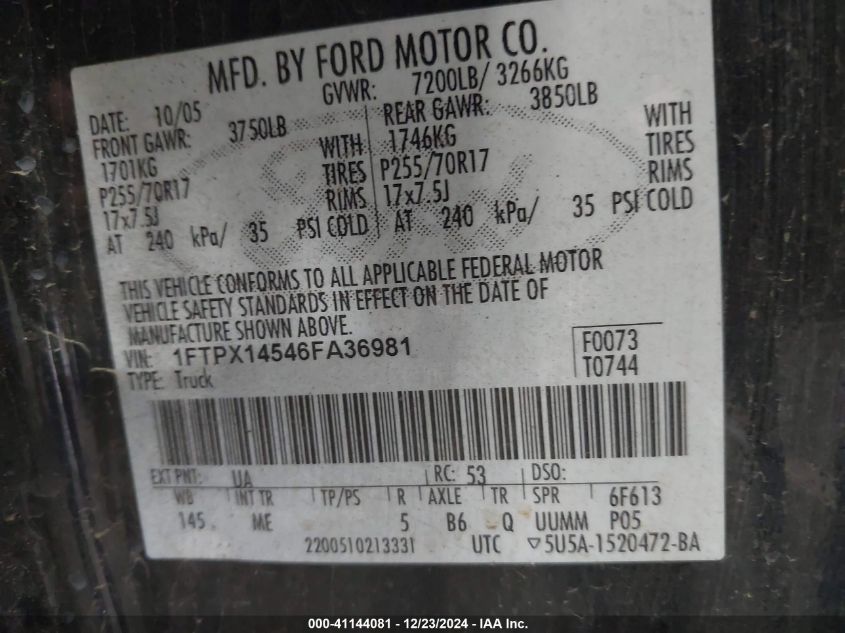 MFD. BY FORD MOTOR CO.
DATE: 10/05 GVWR: 7200LB/ 3266KG
FRONT GAWR: 3750LB REAR GAWR: 3850LB
1701KG WITH 1746KG WITH
P255/70R17 TIRES P255/70R17 TIRES
17x7.5J RIMS 17x7.5J RIMS
AT 240 kPa/ 35 PSI COLD AT 240 kPa/ 35 PSI COLD
THIS VEHICLE CONFORMS TO ALL APPLICABLE FEDERAL MOTOR
VEHICLE SAFETY STANDARDS IN EFFECT ON THE DATE OF
MANUFACTURE SHOWN ABOVE.
VIN: 1FTPX14546FA36981 F0073
TYPE: Truck T0744
EXT PNT: UA RC: 53 DSO:
WB INT TR TP/PS R AXLE TR SPR 6F613
145 ME 5 B6 Q UUMM P05
2200510213331 UTC ▽5U5A-1520472-BA
000-41144081 - 12/23/2024 - IAA Inc.